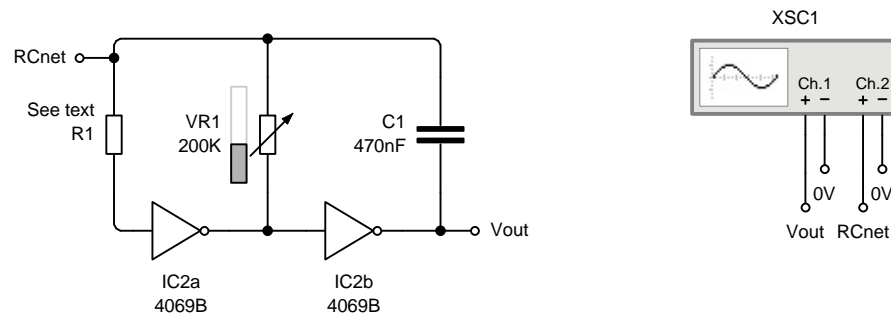 XSC1
RCnet
See text
R1
VR1
200K
C1
470nF
Ch.1
Ch.2
+ −
+ −
0V
0V
Vout
Vout RCnet
IC2a
4069B
IC2b
4069B